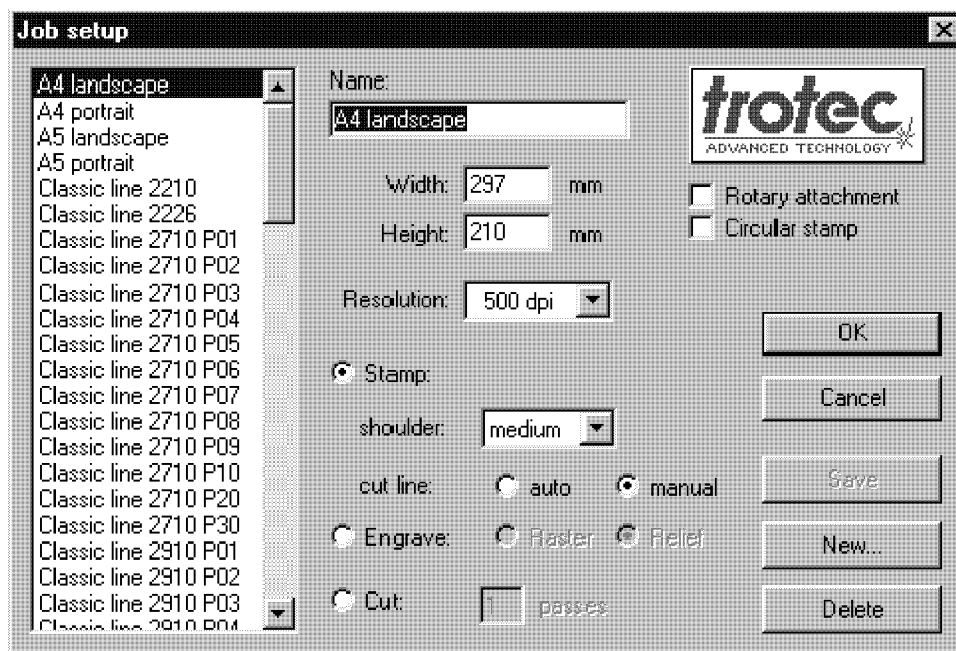 Job setup
A4 landscape
A4 portrait
A5 landscape
A5 portrait
Classic line 2210
Classic line 2226
Classic line 2710 P01
Classic line 2710 P02
Classic line 2710 P03
Classic line 2710 P04
Classic line 2710 P05
Classic line 2710 P06
Classic line 2710 P07
Classic line 2710 P08
Classic line 2710 P09
Classic line 2710 P10
Classic line 2710 P20
Classic line 2710 P30
Classic line 2910 P01
Classic line 2910 P02
Classic line 2910 P03
Classic line 2910 P04
Name:
A4 landscape
Width: 297 mm
Height: 210 mm
Resolution: 500 dpi
Stamp:
shoulder: medium
cut line: auto manual
Engrave: Raster Relief
Cut: 1 passes
trotec
ADVANCED TECHNOLOGY
Rotary attachment
Circular stamp
OK
Cancel
Save
New...
Delete